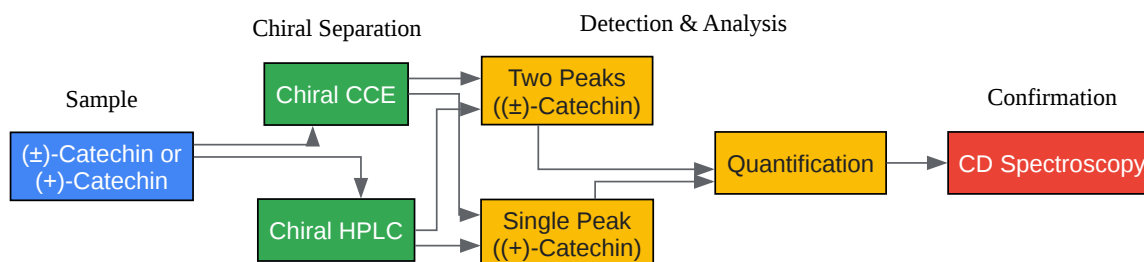 Sample
(±)-Catechin or
(+)-Catechin
Chiral Separation
Chiral CCE
Chiral HPLC
Detection & Analysis
Two Peaks
((±)-Catechin)
Single Peak
((+)-Catechin)
Quantification
Confirmation
CD Spectroscopy